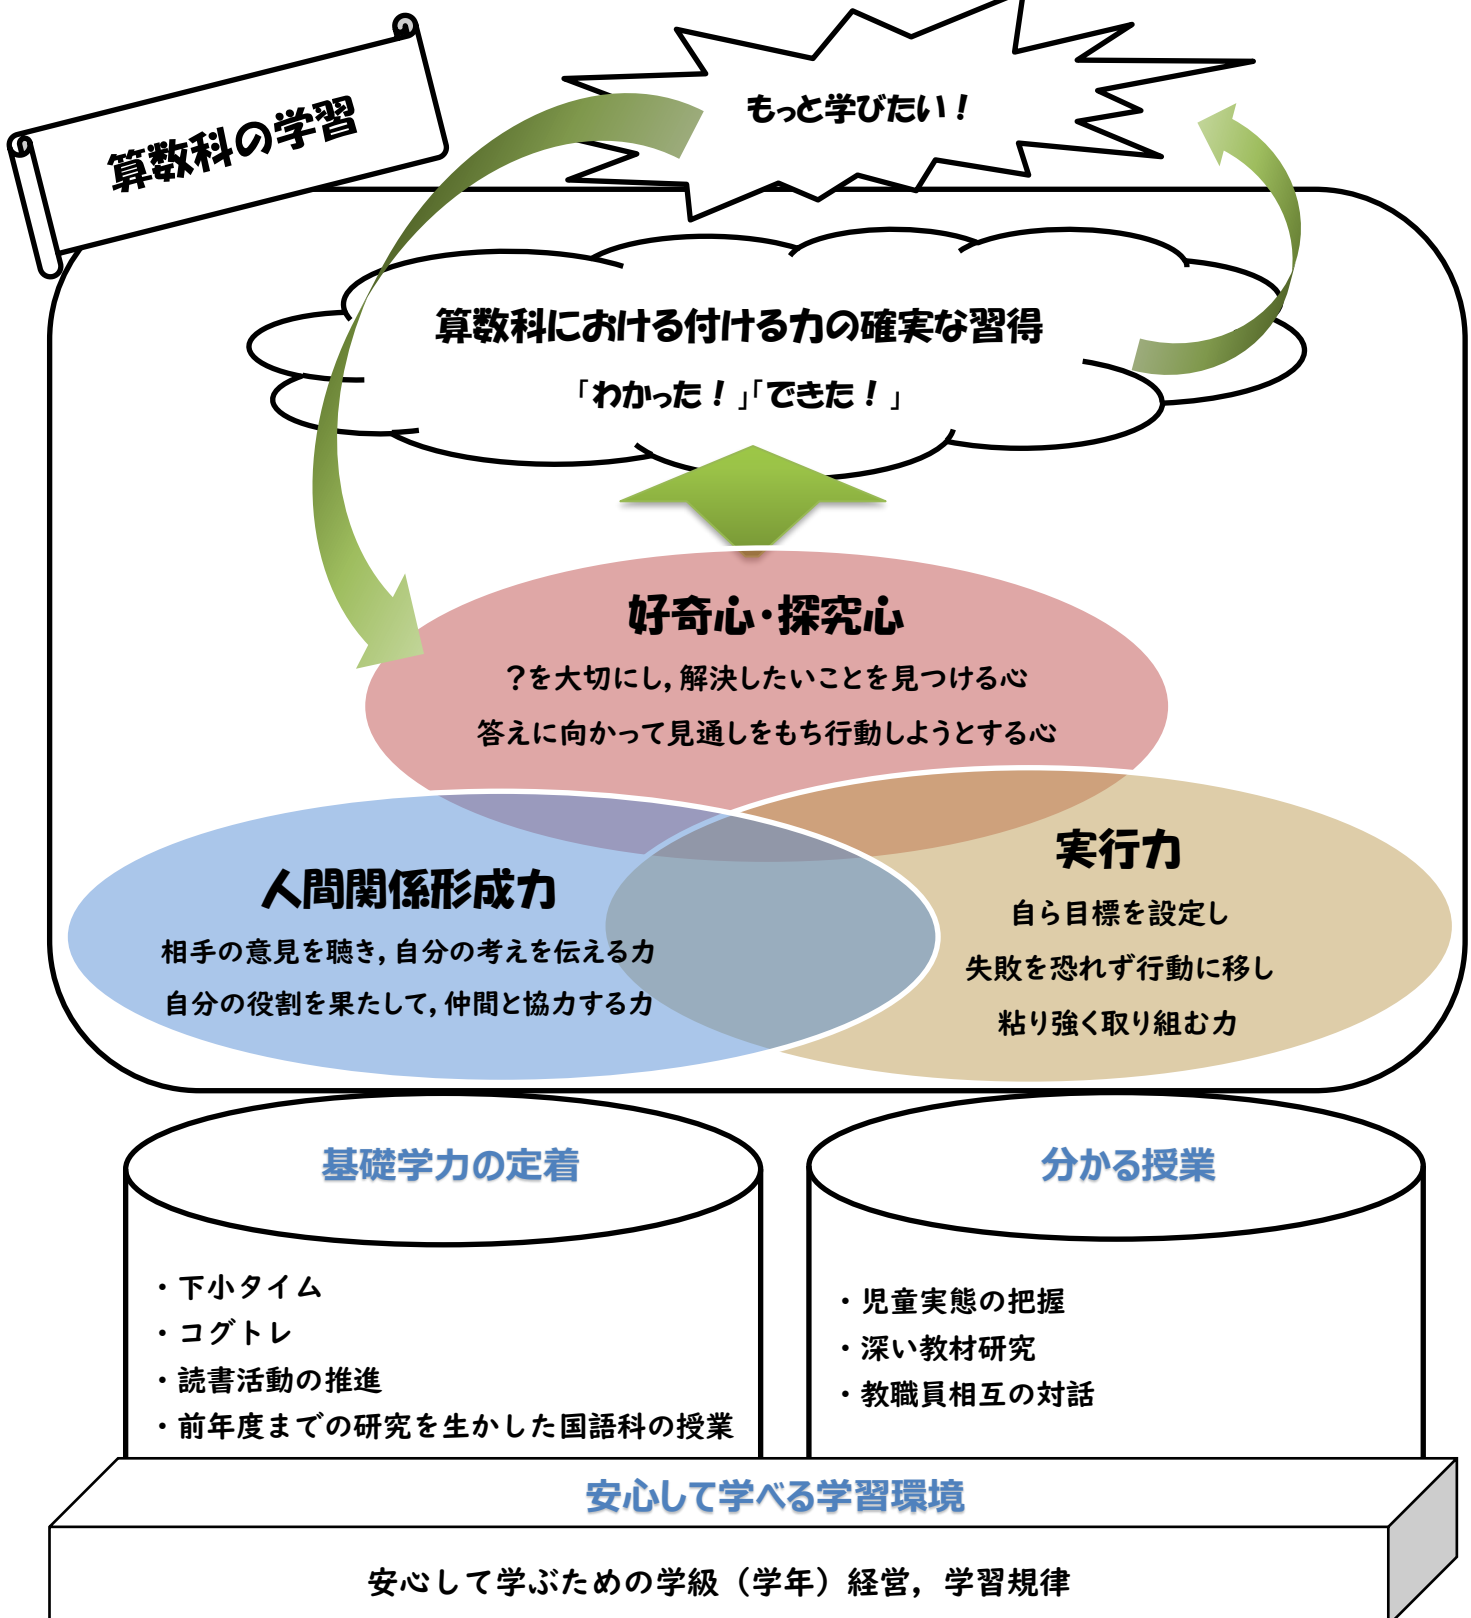 算数科の学習
もっと学びたい！
算数科における付ける力の確実な習得
「わかった！」「できた！」
好奇心・探究心
？を大切にし，解決したいことを見つける心
答えに向かって見通しをもち行動しようとする心
人間関係形成力
相手の意見を聴き，自分の考えを伝える力
自分の役割を果たして，仲間と協力する力
実行力
自ら目標を設定し
失敗を恐れず行動に移し
粘り強く取り組む力
基礎学力の定着
・下小タイム
・コグトレ
・読書活動の推進
・前年度までの研究を生かした国語科の授業
分かる授業
・児童実態の把握
・深い教材研究
・教職員相互の対話
安心して学べる学習環境
安心して学ぶための学級（学年）経営，学習規律